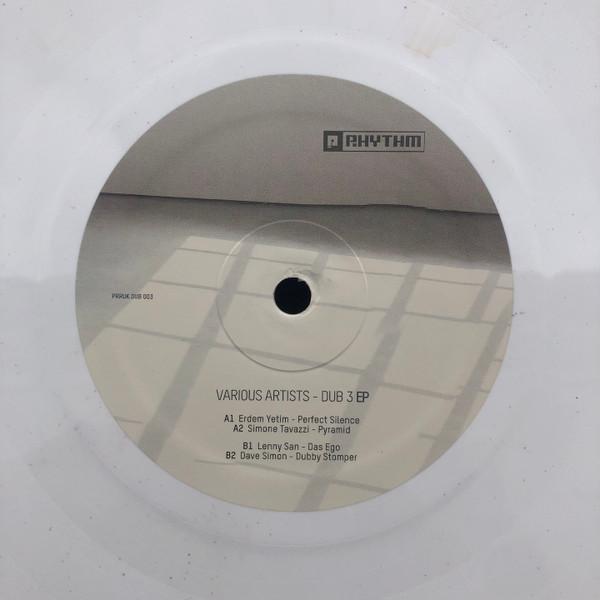 P RHYTHM
PRRUK DUB 003
VARIOUS ARTISTS - DUB 3 EP
A1 Erdem Yetim - Perfect Silence
A2 Simone Tavazzi - Pyramid
B1 Lenny San - Das Ego
B2 Dave Simon - Dubby Stomper